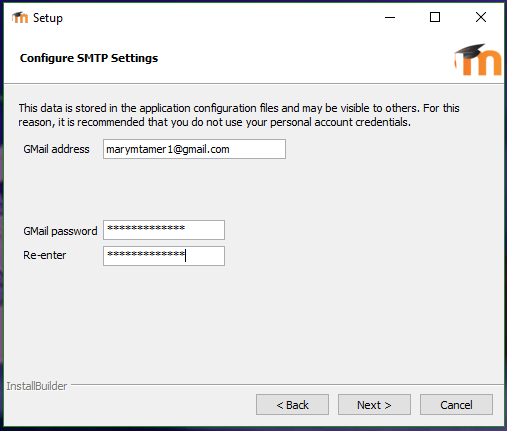 Setup
Configure SMTP Settings
This data is stored in the application configuration files and may be visible to others. For this
reason, it is recommended that you do not use your personal account credentials.
GMail address marymtamer1@gmail.com
GMail password *************
Re-enter *************
InstallBuilder
< Back Next > Cancel